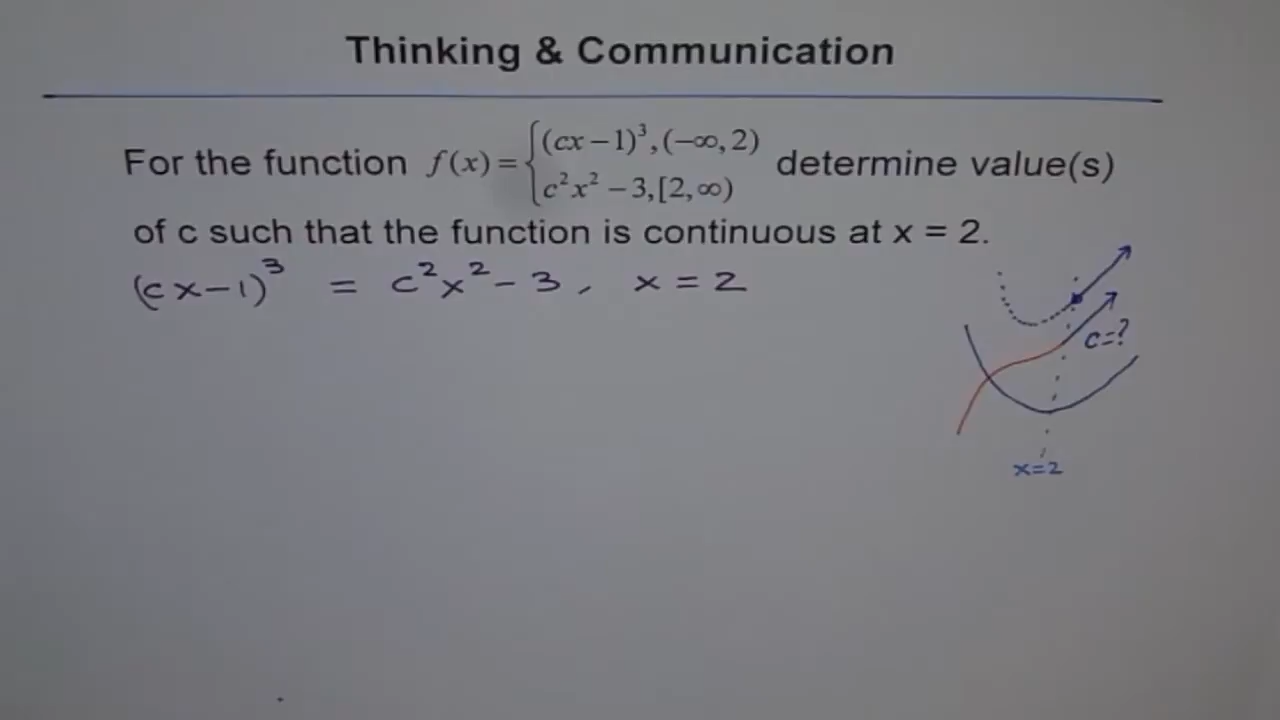 Thinking & Communication
For the function f(x) = { (cx − 1)³, (−∞, 2)
c²x² − 3, [2, ∞) determine value(s)
of c such that the function is continuous at x = 2.
(cx − 1)³ = c²x² − 3, x = 2
c=?
x=2